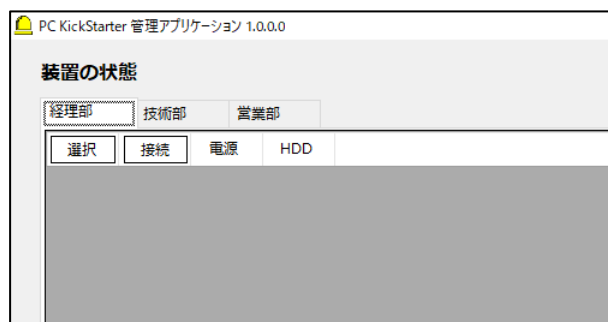 PC KickStarter 管理アプリケーション 1.0.0.0
装置の状態
経理部 技術部 営業部
選択 接続 電源 HDD